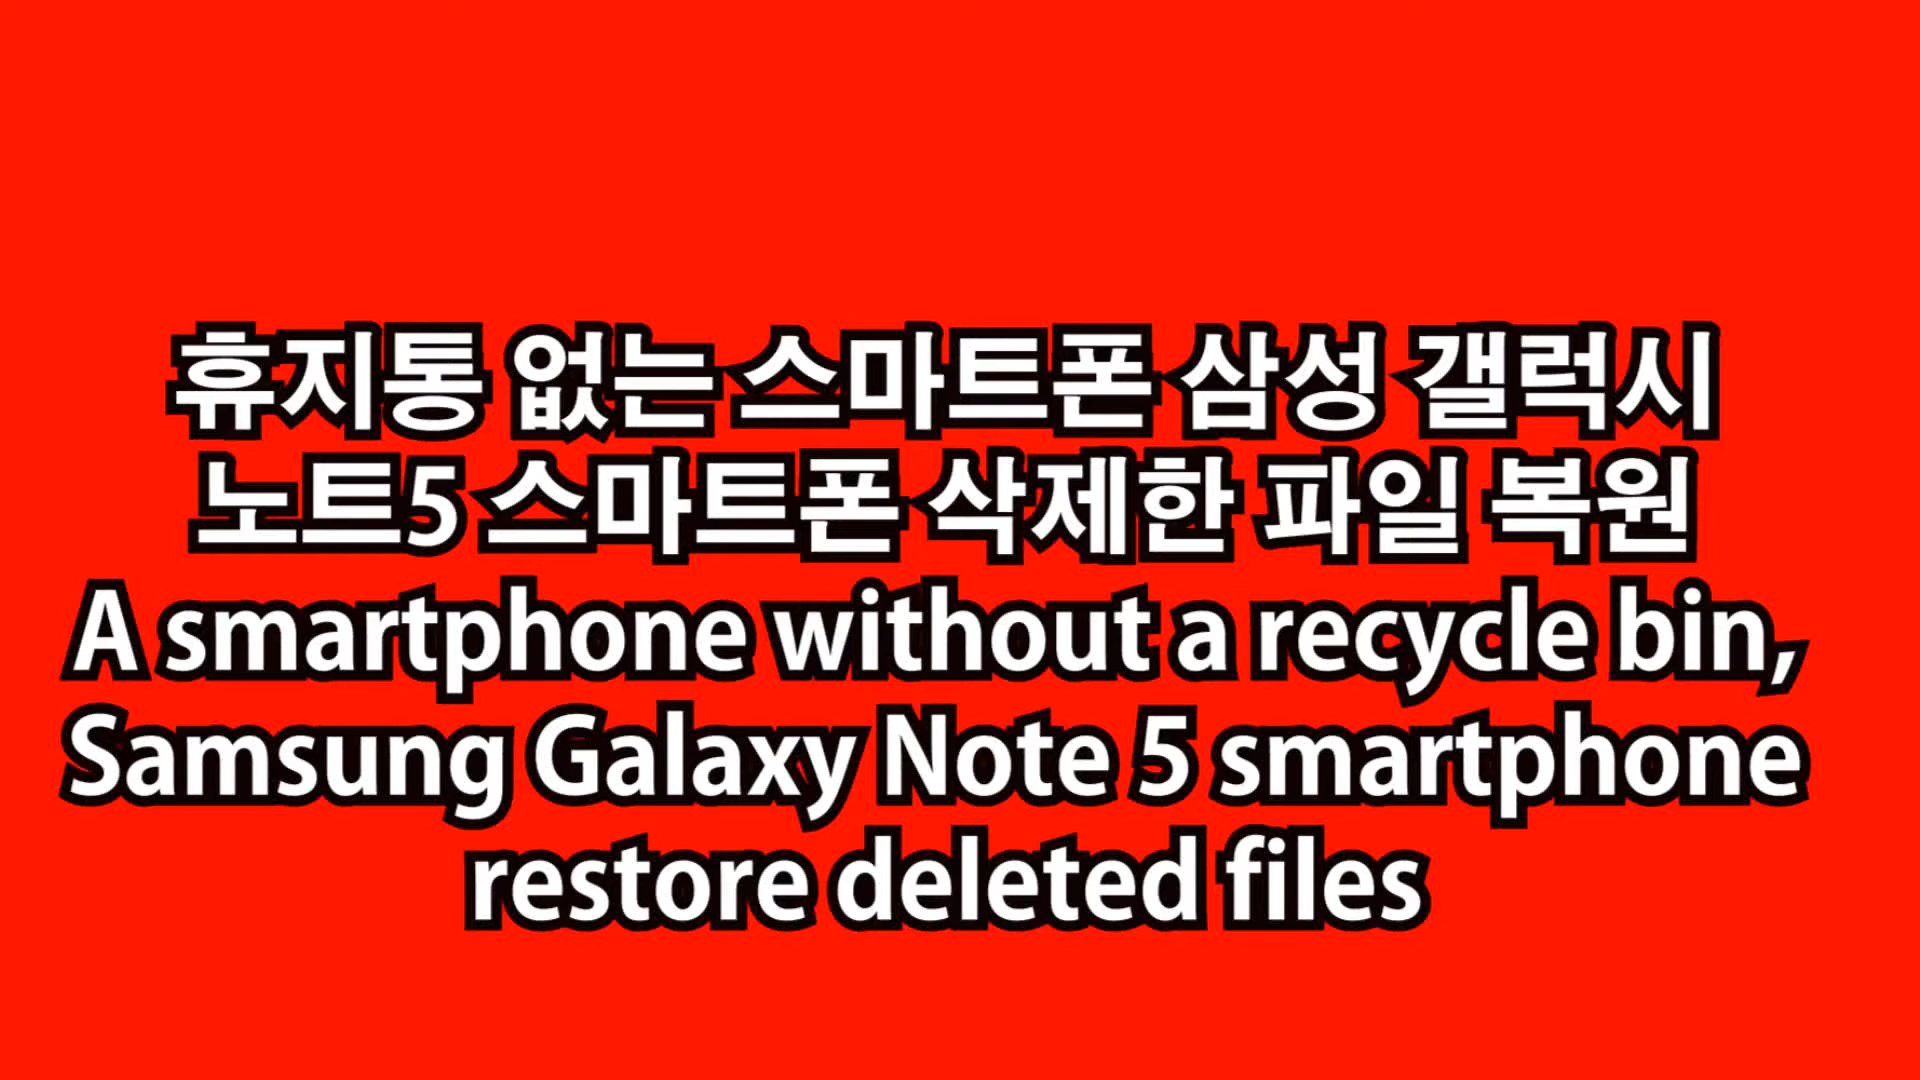 휴지통 없는 스마트폰 삼성 갤럭시
노트5 스마트폰 삭제한 파일 복원
A smartphone without a recycle bin,
Samsung Galaxy Note 5 smartphone
restore deleted files